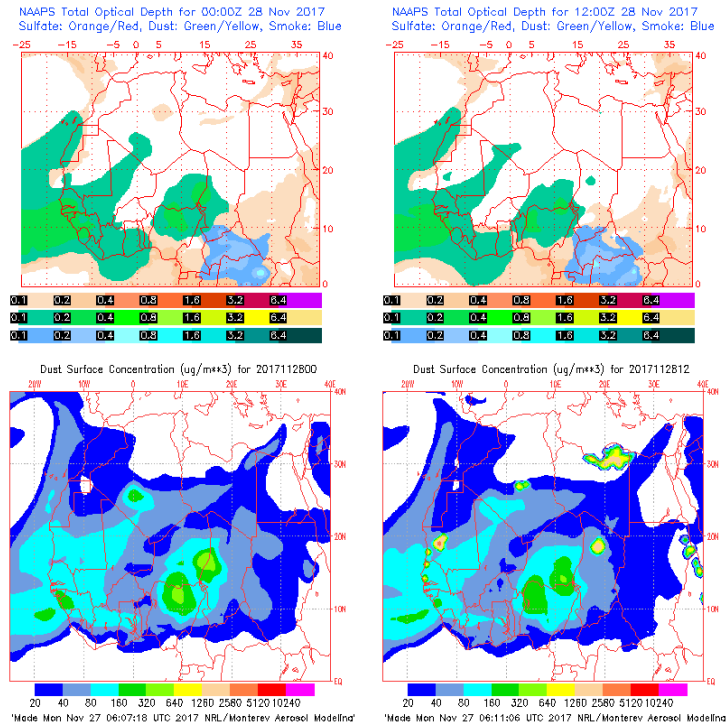 NAAPS Total Optical Depth for 00:00Z 28 Nov 2017
Sulfate: Orange/Red, Dust: Green/Yellow, Smoke: Blue
-25 -15 -5 0 5 15 25 35
40
30
20
10
0
0.1 0.2 0.4 0.8 1.6 3.2 6.4
0.1 0.2 0.4 0.8 1.6 3.2 6.4
0.1 0.2 0.4 0.8 1.6 3.2 6.4
NAAPS Total Optical Depth for 12:00Z 28 Nov 2017
Sulfate: Orange/Red, Dust: Green/Yellow, Smoke: Blue
-25 -15 -5 0 5 15 25 35
40
30
20
10
0
0.1 0.2 0.4 0.8 1.6 3.2 6.4
0.1 0.2 0.4 0.8 1.6 3.2 6.4
0.1 0.2 0.4 0.8 1.6 3.2 6.4
Dust Surface Concentration (ug/m**3) for 2017112800
20W 10W 0 10E 20E 30E 40E
40N
30N
20N
10N
EQ
20 40 80 160 320 640 1280 2560 5120 10240
'Made Mon Nov 27 06:07:18 UTC 2017 NRL/Monterey Aerosol Modeling'
Dust Surface Concentration (ug/m**3) for 2017112812
20W 10W 0 10E 20E 30E 40E
40N
30N
20N
10N
EQ
20 40 80 160 320 640 1280 2560 5120 10240
'Made Mon Nov 27 06:11:06 UTC 2017 NRL/Monterey Aerosol Modeling'